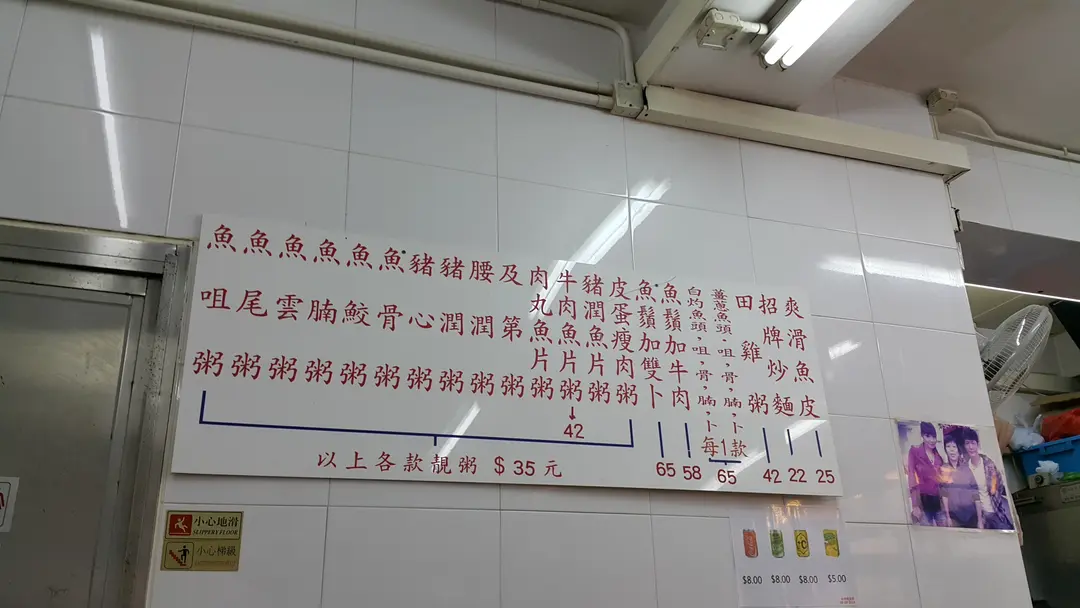 魚咀粥
魚尾粥
魚雲粥
魚腩粥
魚鮫粥
魚骨粥
豬心粥
豬潤粥
腰潤粥
及第粥
肉丸魚片粥
牛肉魚片粥
豬潤魚片粥
皮蛋瘦肉粥
42
以上各款靚粥 $35元
魚鬚加雙卜
65
魚鬚加牛肉
58
白灼魚頭,咀,骨,腩,卜
薑蔥魚頭,咀,骨,腩,卜
每1款
65
田雞粥
42
招牌炒麵
22
爽滑魚皮
25
小心地滑
SLIPPERY FLOOR
小心梯級
$8.00 $8.00 $8.00 $5.00